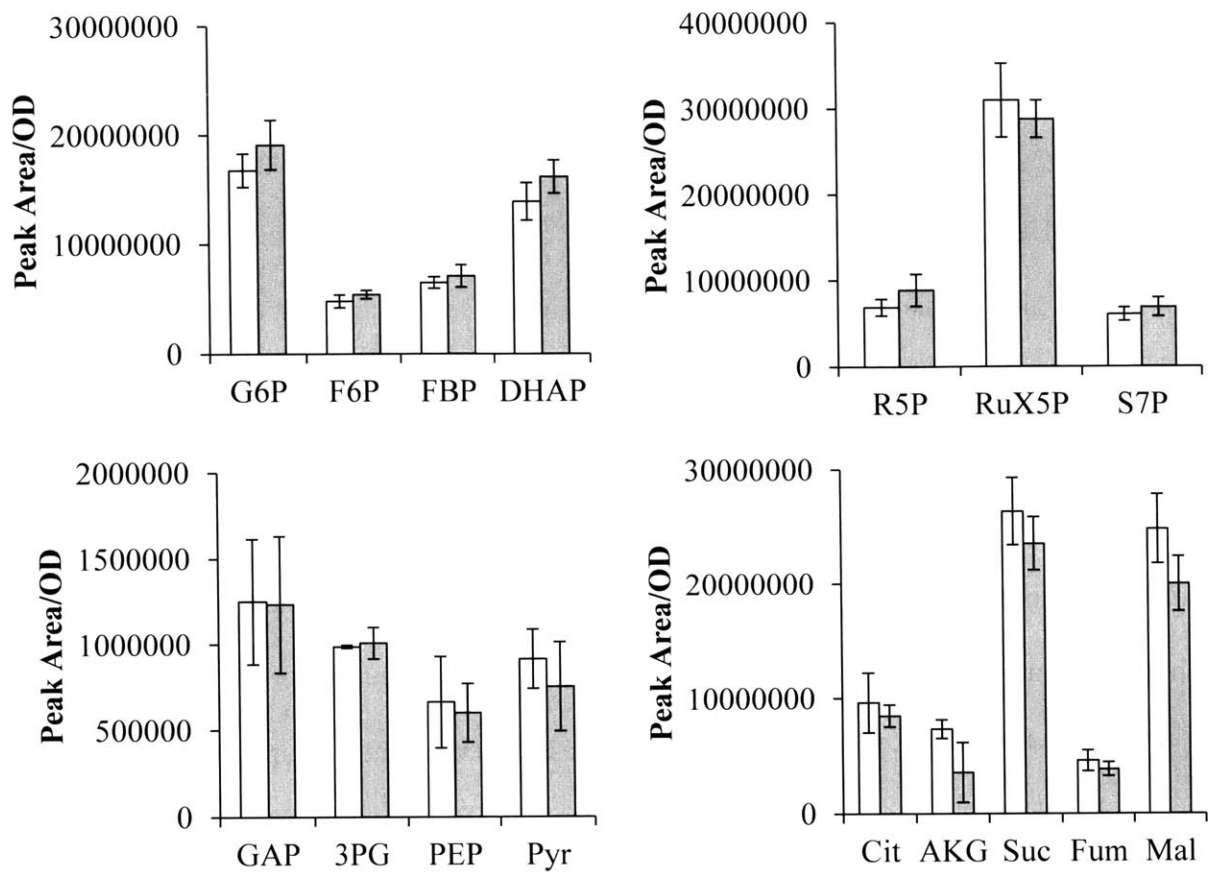 30000000
20000000
10000000
0
Peak Area/OD
G6P F6P FBP DHAP
40000000
30000000
20000000
10000000
0
Peak Area/OD
R5P RuX5P S7P
2000000
1500000
1000000
500000
0
Peak Area/OD
GAP 3PG PEP Pyr
30000000
20000000
10000000
0
Peak Area/OD
Cit AKG Suc Fum Mal